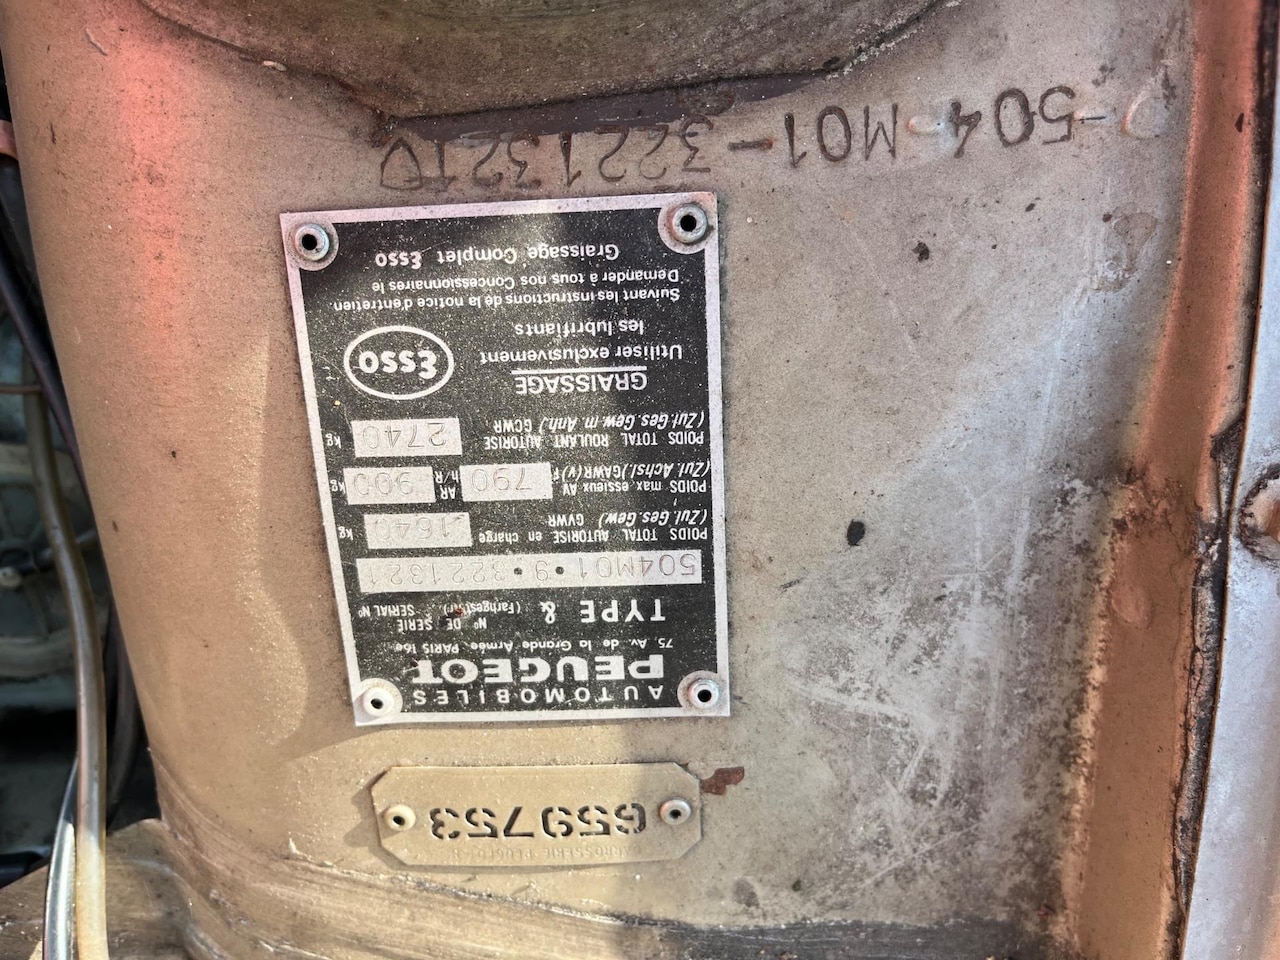 AUTOMOBILES
PEUGEOT
75, Av. de la Grande Armée, PARIS 16e
TYPE & N° DE SERIE
(Farhgest.Nr) SERIAL N°
504M01•9•3221321
POIDS TOTAL AUTORISE en charge 1640 kg
(Zul. Ges. Gew) GVWR
POIDS max. essieux AV 790 AR 900 kg
(Zul. Achsl) GAWR (v) h/R
POIDS TOTAL ROULANT AUTORISE 2740 kg
(Zul. Ges. Gew. m. Anh.) GCWR
GRAISSAGE
Utiliser exclusivement
les lubrifiants
Esso
Suivant les instructions de la notice d'entretien.
Demander à tous nos Concessionnaires le
Graissage Complet Esso
504 M01-3221321
659753